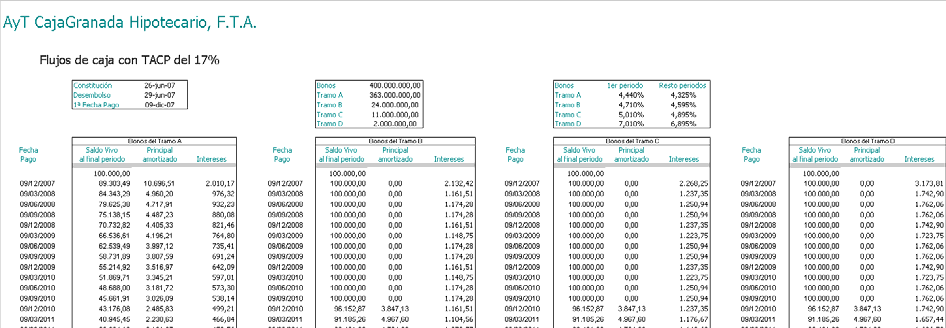 AyT CajaGranada Hipotecario, F.T.A.
Flujos de caja con TACP del 17%
Constitución 26-jun-07 Bonos 400.000.000,00 Bonos 1er periodo Resto periodos
Desembolso 29-jun-07 Tramo A 363.000.000,00 Tramo A 4,440% 4,325%
1ª Fecha Pago 09-dic-07 Tramo B 24.000.000,00 Tramo B 4,710% 4,595%
Tramo C 11.000.000,00 Tramo C 5,010% 4,895%
Tramo D 2.000.000,00 Tramo D 7,010% 6,895%
Bonos del Tramo A Bonos del Tramo B Bonos del Tramo C Bonos del Tramo D
Fecha Saldo Vivo Principal Fecha Saldo Vivo Principal Fecha Saldo Vivo Principal Fecha Saldo Vivo Principal
Pago al final periodo amortizado Intereses Pago al final periodo amortizado Intereses Pago al final periodo amortizado Intereses Pago al final periodo amortizado Intereses
100.000,00 100.000,00 100.000,00 100.000,00
09/12/2007 89.303,49 10.696,51 2.010,17 09/12/2007 100.000,00 0,00 2.132,42 09/12/2007 100.000,00 0,00 2.268,25 09/12/2007 100.000,00 0,00 3.173,81
09/03/2008 84.343,29 4.960,20 976,32 09/03/2008 100.000,00 0,00 1.161,51 09/03/2008 100.000,00 0,00 1.237,35 09/03/2008 100.000,00 0,00 1.742,90
09/06/2008 79.625,38 4.717,91 932,23 09/06/2008 100.000,00 0,00 1.174,28 09/06/2008 100.000,00 0,00 1.250,94 09/06/2008 100.000,00 0,00 1.762,06
09/09/2008 75.138,15 4.487,23 880,08 09/09/2008 100.000,00 0,00 1.174,28 09/09/2008 100.000,00 0,00 1.250,94 09/09/2008 100.000,00 0,00 1.762,06
09/12/2008 70.732,82 4.405,33 821,46 09/12/2008 100.000,00 0,00 1.161,51 09/12/2008 100.000,00 0,00 1.237,35 09/12/2008 100.000,00 0,00 1.742,90
09/03/2009 66.536,61 4.196,21 764,80 09/03/2009 100.000,00 0,00 1.148,75 09/03/2009 100.000,00 0,00 1.223,75 09/03/2009 100.000,00 0,00 1.723,75
09/06/2009 62.539,49 3.997,12 735,41 09/06/2009 100.000,00 0,00 1.174,28 09/06/2009 100.000,00 0,00 1.250,94 09/06/2009 100.000,00 0,00 1.762,06
09/09/2009 58.731,89 3.807,59 691,24 09/09/2009 100.000,00 0,00 1.174,28 09/09/2009 100.000,00 0,00 1.250,94 09/09/2009 100.000,00 0,00 1.762,06
09/12/2009 55.214,92 3.516,97 642,09 09/12/2009 100.000,00 0,00 1.161,51 09/12/2009 100.000,00 0,00 1.237,35 09/12/2009 100.000,00 0,00 1.742,90
09/03/2010 51.869,71 3.345,21 597,01 09/03/2010 100.000,00 0,00 1.148,75 09/03/2010 100.000,00 0,00 1.223,75 09/03/2010 100.000,00 0,00 1.723,75
09/06/2010 48.688,00 3.181,72 573,30 09/06/2010 100.000,00 0,00 1.174,28 09/06/2010 100.000,00 0,00 1.250,94 09/06/2010 100.000,00 0,00 1.762,06
09/09/2010 45.661,91 3.026,09 538,14 09/09/2010 100.000,00 0,00 1.174,28 09/09/2010 100.000,00 0,00 1.250,94 09/09/2010 100.000,00 0,00 1.762,06
09/12/2010 43.176,08 2.485,83 499,21 09/12/2010 96.152,87 3.847,13 1.161,51 09/12/2010 96.152,87 3.847,13 1.237,35 09/12/2010 96.152,87 3.847,13 1.742,90
09/03/2011 40.945,45 2.230,63 466,84 09/03/2011 91.185,26 4.967,60 1.104,56 09/03/2011 91.185,26 4.967,60 1.176,67 09/03/2011 91.185,26 4.967,60 1.657,44